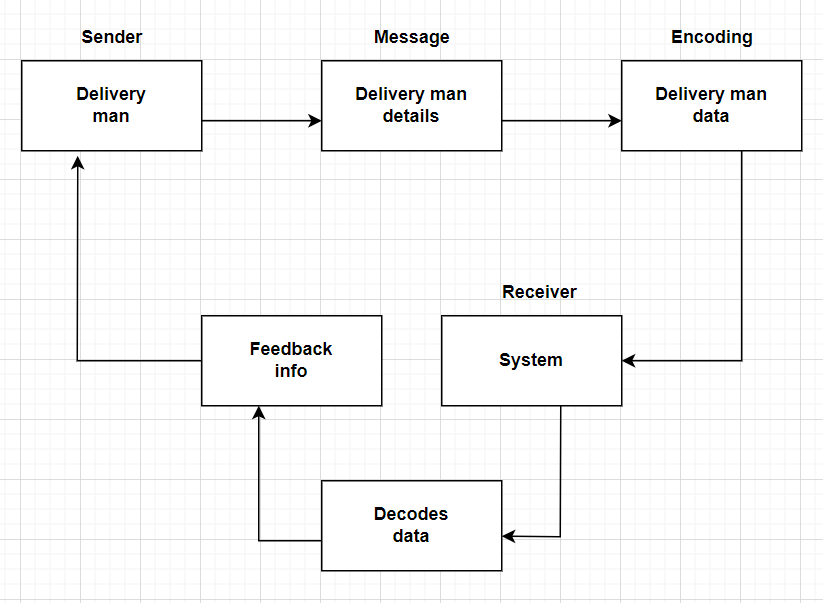 Sender
Message
Encoding
Delivery
man
Delivery man
details
Delivery man
data
Receiver
Feedback
info
System
Decodes
data